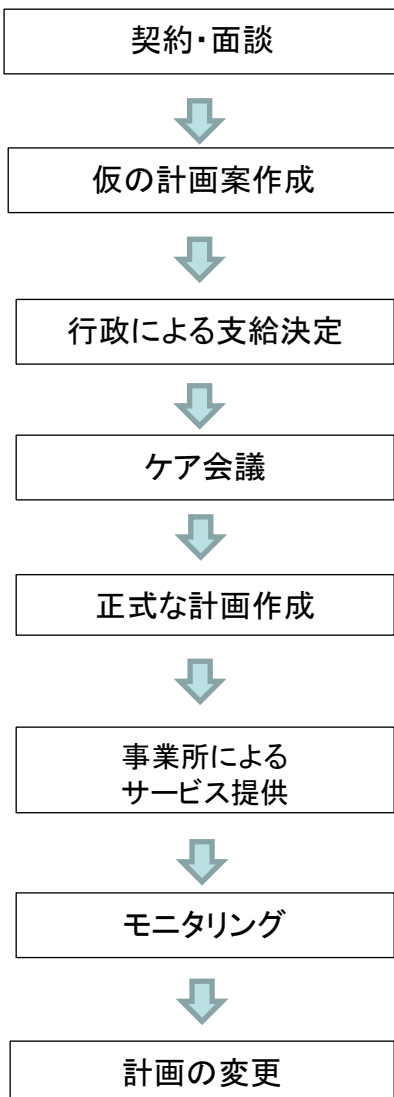 契約・面談
仮の計画案作成
行政による支給決定
ケア会議
正式な計画作成
事業所による
サービス提供
モニタリング
計画の変更